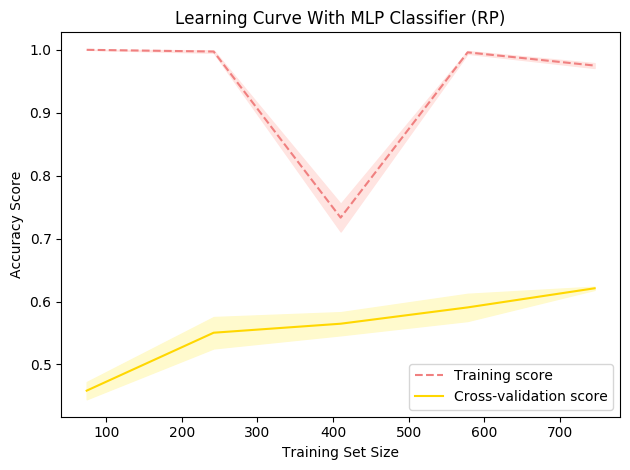 Learning Curve With MLP Classifier (RP)
1.0
0.9
0.8
0.7
0.6
0.5
Accuracy Score
100 200 300 400 500 600 700
Training Set Size
Training score
Cross-validation score